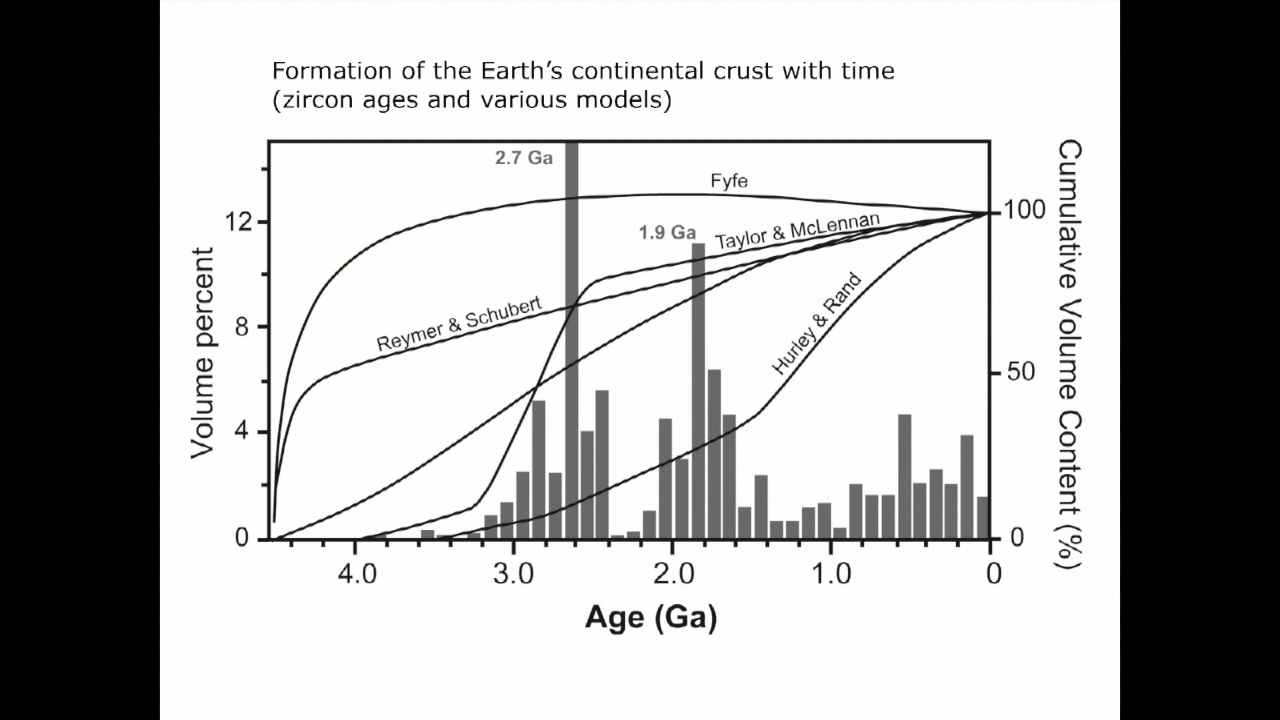 Formation of the Earth's continental crust with time
(zircon ages and various models)
2.7 Ga
Fyfe
1.9 Ga
Taylor & McLennan
Reymer & Schubert
Hurley & Rand
Volume percent
12
8
4
0
Cumulative Volume Content (%)
100
50
0
4.0
3.0
2.0
1.0
0
Age (Ga)